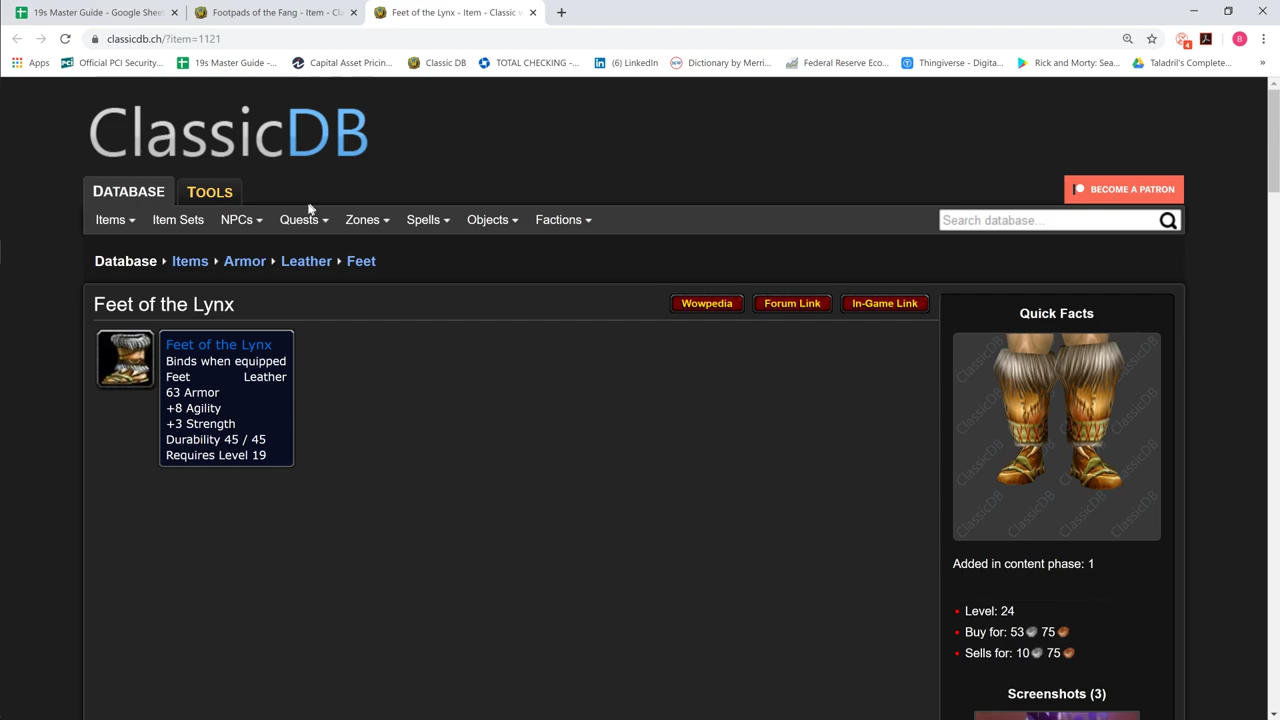 19s Master Guide - Google Sheet
Footpads of the Fang - Item - Cl
Feet of the Lynx - Item - Classic w
classicdb.ch/?item=1121
4
B
Apps
Official PCI Security...
19s Master Guide -...
Capital Asset Pricin...
Classic DB
TOTAL CHECKING -...
(6) LinkedIn
Dictionary by Merri...
Federal Reserve Eco...
Thingiverse - Digita...
Rick and Morty: Sea...
Taladril's Complete...
»
ClassicDB
DATABASE
TOOLS
BECOME A PATRON
Items
Item Sets
NPCs
Quests
Zones
Spells
Objects
Factions
Search database...
Database Items Armor Leather Feet
Feet of the Lynx
Wowpedia
Forum Link
In-Game Link
Quick Facts
Feet of the Lynx
Binds when equipped
Feet Leather
63 Armor
+8 Agility
+3 Strength
Durability 45 / 45
Requires Level 19
ClassicDB
Added in content phase: 1
Level: 24
Buy for: 53 75
Sells for: 10 75
Screenshots (3)